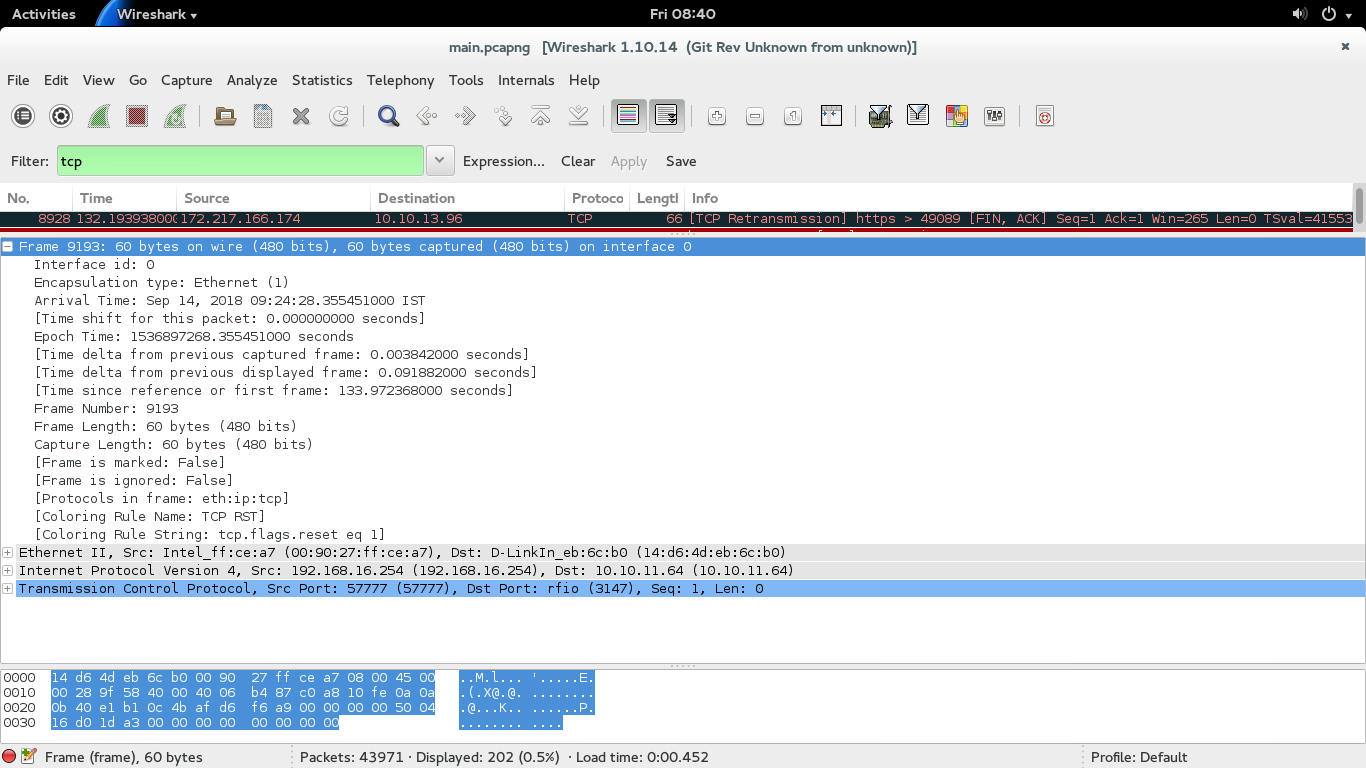 Activities Wireshark Fri 08:40
main.pcapng [Wireshark 1.10.14 (Git Rev Unknown from unknown)]
File Edit View Go Capture Analyze Statistics Telephony Tools Internals Help
Filter: tcp Expression... Clear Apply Save
No. Time Source Destination Protoco Lengtl Info
8928 132.193938000 172.217.166.174 10.10.13.96 TCP 66 [TCP Retransmission] https > 49089 [FIN, ACK] Seq=1 Ack=1 Win=265 Len=0 TSval=41553
Frame 9193: 60 bytes on wire (480 bits), 60 bytes captured (480 bits) on interface 0
Interface id: 0
Encapsulation type: Ethernet (1)
Arrival Time: Sep 14, 2018 09:24:28.355451000 IST
[Time shift for this packet: 0.000000000 seconds]
Epoch Time: 1536897268.355451000 seconds
[Time delta from previous captured frame: 0.003842000 seconds]
[Time delta from previous displayed frame: 0.091882000 seconds]
[Time since reference or first frame: 133.972368000 seconds]
Frame Number: 9193
Frame Length: 60 bytes (480 bits)
Capture Length: 60 bytes (480 bits)
[Frame is marked: False]
[Frame is ignored: False]
[Protocols in frame: eth:ip:tcp]
[Coloring Rule Name: TCP RST]
[Coloring Rule String: tcp.flags.reset eq 1]
Ethernet II, Src: Intel_ff:ce:a7 (00:90:27:ff:ce:a7), Dst: D-LinkIn_eb:6c:b0 (14:d6:4d:eb:6c:b0)
Internet Protocol Version 4, Src: 192.168.16.254 (192.168.16.254), Dst: 10.10.11.64 (10.10.11.64)
Transmission Control Protocol, Src Port: 57777 (57777), Dst Port: rfio (3147), Seq: 1, Len: 0
0000 14 d6 4d eb 6c b0 00 90 27 ff ce a7 08 00 45 00 ..M.l... '.....E.
0010 00 28 9f 58 40 00 40 06 b4 87 c0 a8 10 fe 0a 0a .(.X@.@. ........
0020 0b 40 e1 b1 0c 4b af d6 f6 a9 00 00 00 00 50 04 .@...K.. ......P.
0030 16 d0 1d a3 00 00 00 00 00 00 00 00 ........ ....
Frame (frame), 60 bytes Packets: 43971 · Displayed: 202 (0.5%) · Load time: 0:00.452 Profile: Default